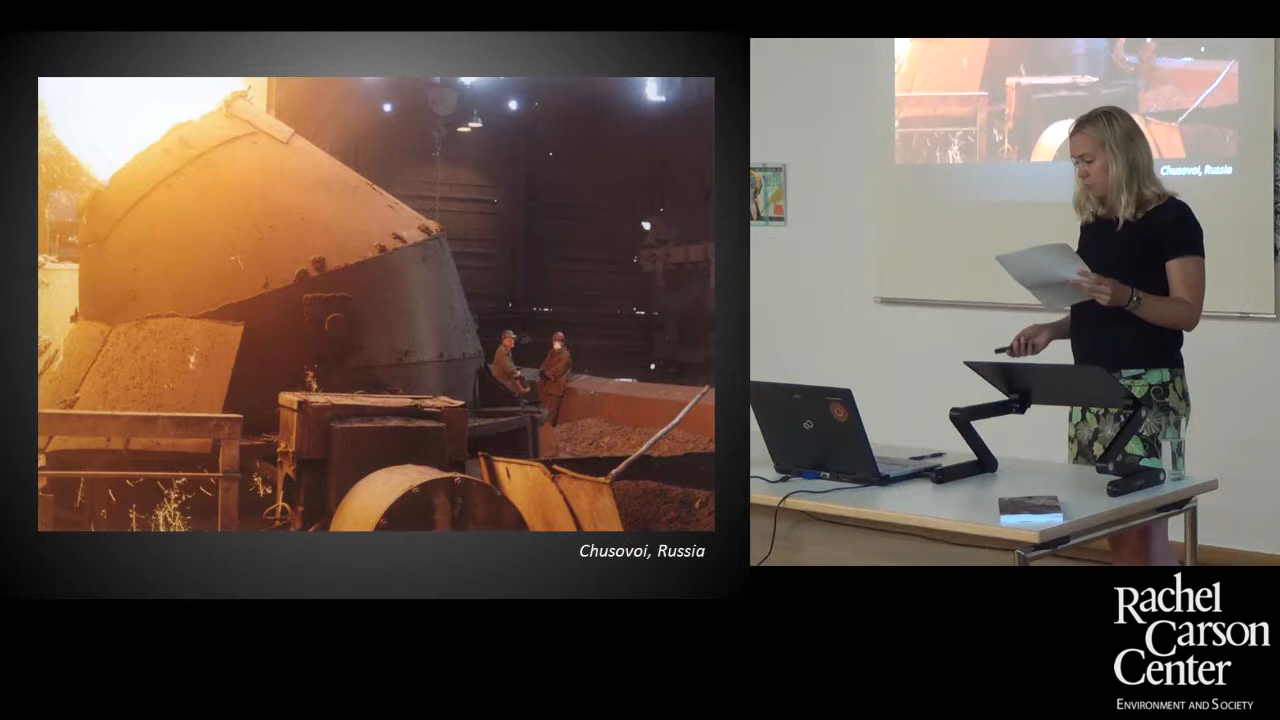 Chusovoi, Russia
Chusovoi, Russia
Rachel
Carson
Center
ENVIRONMENT AND SOCIETY